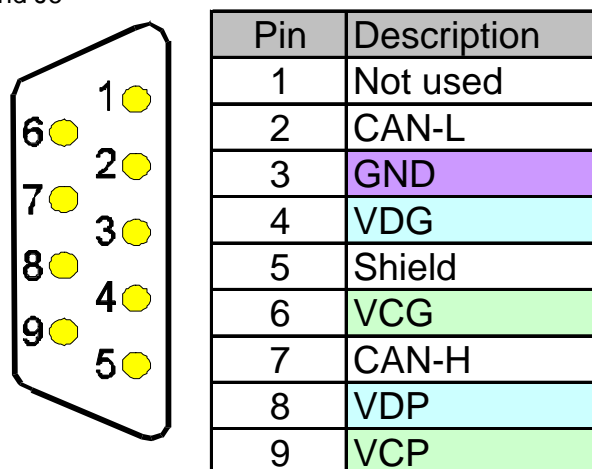 Pin Description
1 Not used
2 CAN-L
3 GND
4 VDG
5 Shield
6 VCG
7 CAN-H
8 VDP
9 VCP
1
6
2
7
3
8
4
9
5